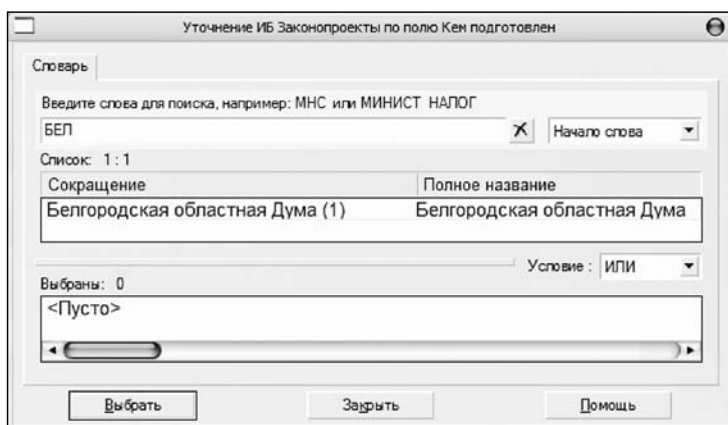 Уточнение ИБ Законопроекты по полю Кем подготовлен
Словарь
Введите слова для поиска, например: МНС или МИНИСТ НАЛОГ
БЕЛ
Начало слова
Список: 1 : 1
Сокращение Полное название
Белгородская областная Дума (1) Белгородская областная Дума
Условие : ИЛИ
Выбраны: 0
<Пусто>
Выбрать Закрыть Помощь